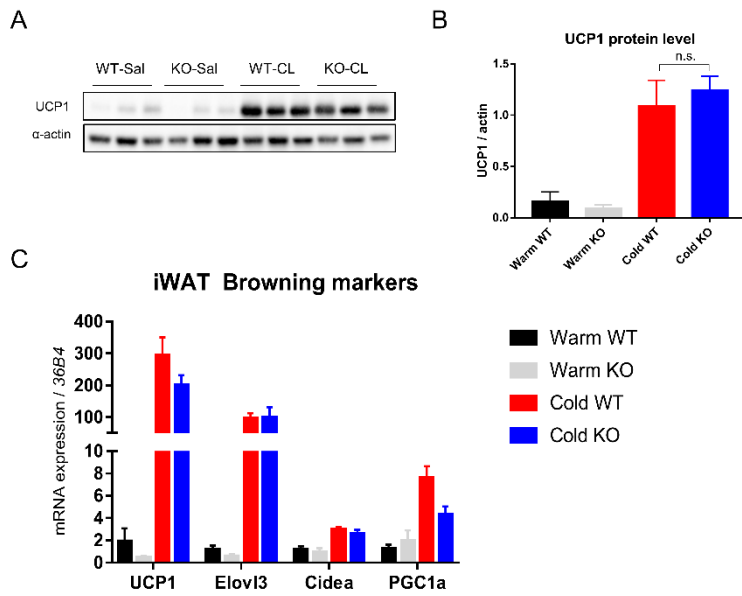 A
WT-Sal KO-Sal WT-CL KO-CL
UCP1
α-actin
B
UCP1 protein level
n.s.
1.5
1.0
0.5
0.0
UCP1 / actin
Warm WT
Warm KO
Cold WT
Cold KO
C
iWAT Browning markers
mRNA expression / 36B4
400
300
200
100
8
6
4
2
0
UCP1 Elovl3 Cidea PGC1a
Warm WT
Warm KO
Cold WT
Cold KO